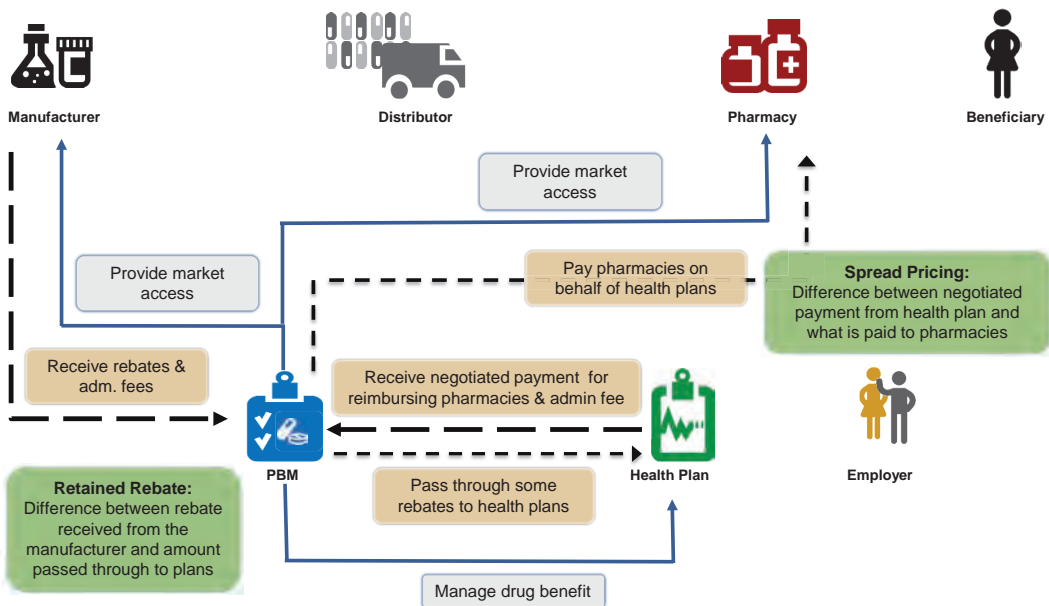 Manufacturer
Distributor
Pharmacy
Beneficiary
Provide market
access
Provide market
access
Pay pharmacies on
behalf of health plans
Spread Pricing:
Difference between negotiated
payment from health plan and
what is paid to pharmacies
Receive rebates &
adm. fees
Receive negotiated payment for
reimbursing pharmacies & admin fee
PBM
Health Plan
Employer
Retained Rebate:
Difference between rebate
received from the
manufacturer and amount
passed through to plans
Pass through some
rebates to health plans
Manage drug benefit